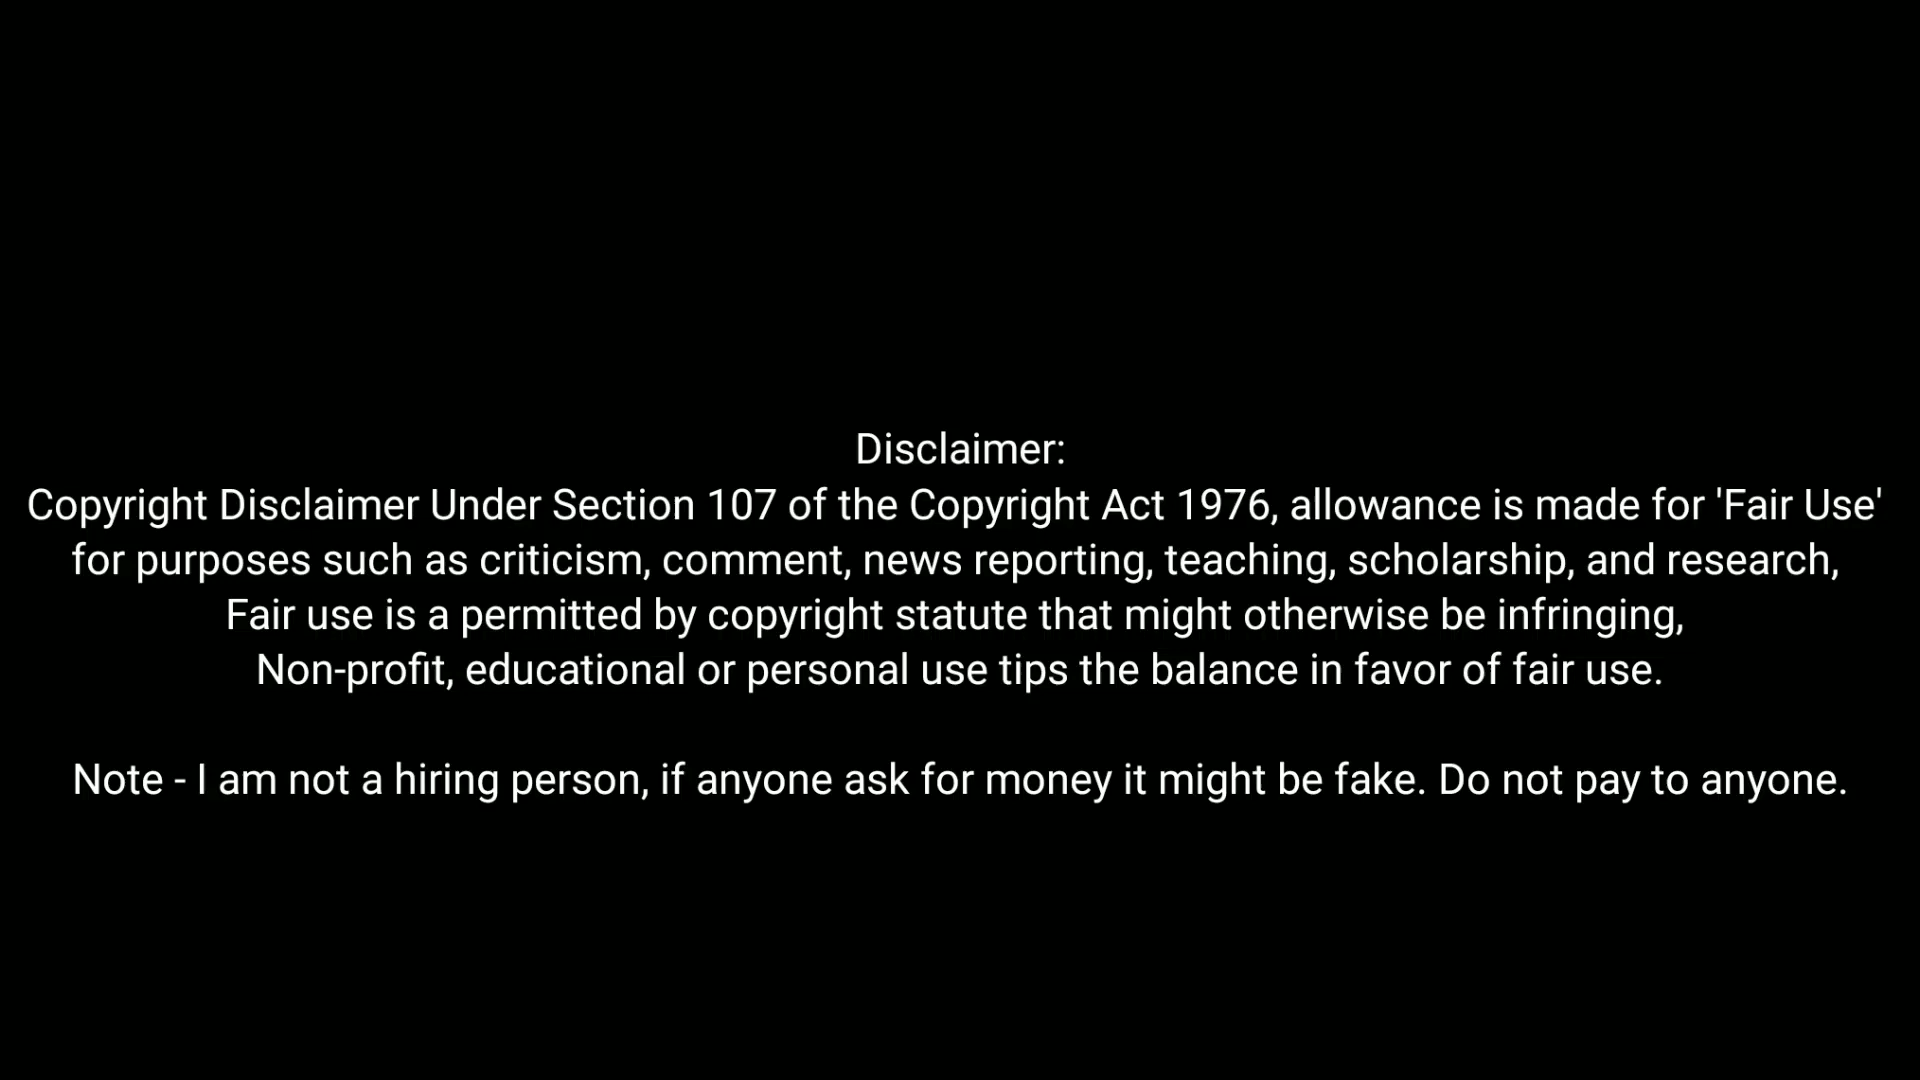 Disclaimer:
Copyright Disclaimer Under Section 107 of the Copyright Act 1976, allowance is made for 'Fair Use'
for purposes such as criticism, comment, news reporting, teaching, scholarship, and research,
Fair use is a permitted by copyright statute that might otherwise be infringing,
Non-profit, educational or personal use tips the balance in favor of fair use.
Note - I am not a hiring person, if anyone ask for money it might be fake. Do not pay to anyone.